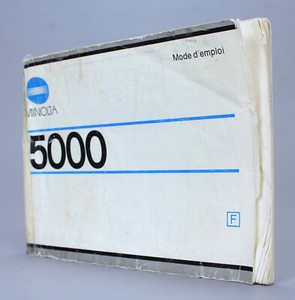 Mode d'emploi
MINOLTA
5000
F